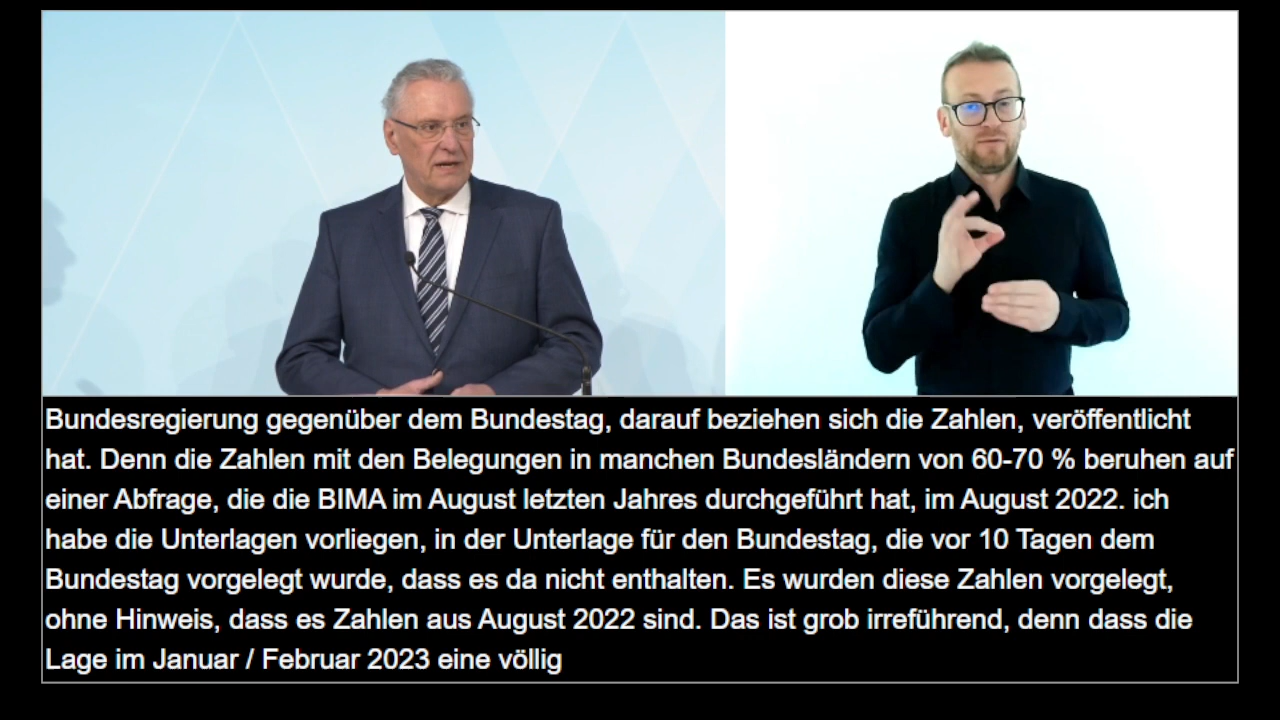 Bundesregierung gegenüber dem Bundestag, darauf beziehen sich die Zahlen, veröffentlicht
hat. Denn die Zahlen mit den Belegungen in manchen Bundesländern von 60-70 % beruhen auf
einer Abfrage, die die BIMA im August letzten Jahres durchgeführt hat, im August 2022. ich
habe die Unterlagen vorliegen, in der Unterlage für den Bundestag, die vor 10 Tagen dem
Bundestag vorgelegt wurde, dass es da nicht enthalten. Es wurden diese Zahlen vorgelegt,
ohne Hinweis, dass es Zahlen aus August 2022 sind. Das ist grob irreführend, denn dass die
Lage im Januar / Februar 2023 eine völlig